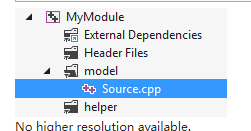 MyModule
External Dependencies
Header Files
model
Source.cpp
helper
No higher resolution available.